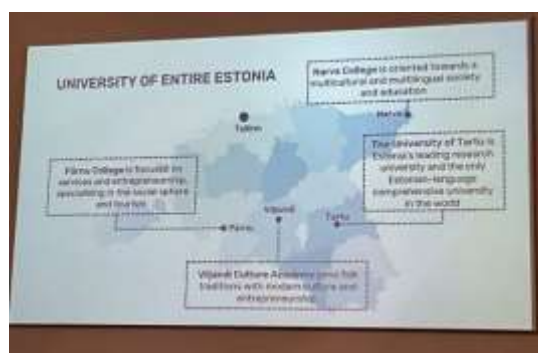 UNIVERSITY OF ENTIRE ESTONIA
Narva College is oriented towards a
multicultural and multilingual society
and education
Narva
Tallinn
The University of Tartu is
Estonia's leading research
university and the only
Estonian-language
comprehensive university
in the world
Pärnu College is focused on
services and entrepreneurship,
specialising in the social sphere
and tourism
Viljandi
Tartu
Pärnu
Viljandi Culture Academy joins folk
traditions with modern culture and
entrepreneurship